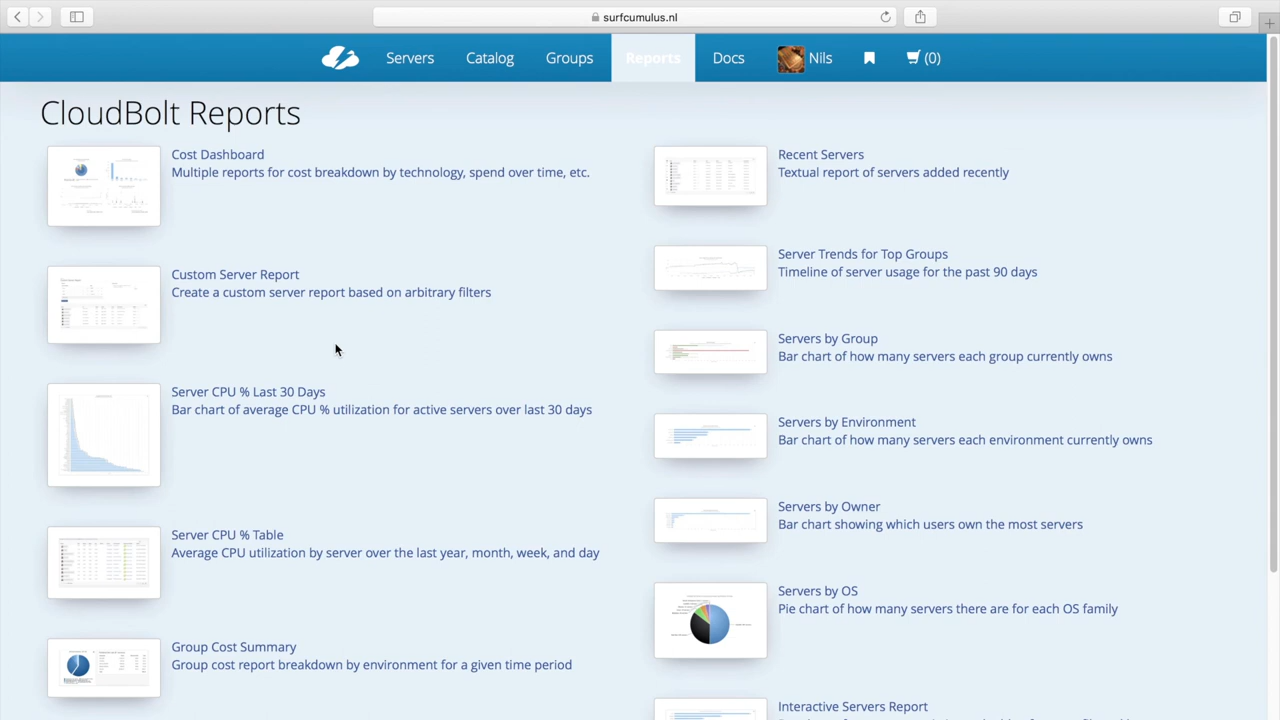 surfcumulus.nl
Servers Catalog Groups Reports Docs Nils (0)
CloudBolt Reports
Cost Dashboard
Multiple reports for cost breakdown by technology, spend over time, etc.
Custom Server Report
Create a custom server report based on arbitrary filters
Server CPU % Last 30 Days
Bar chart of average CPU % utilization for active servers over last 30 days
Server CPU % Table
Average CPU utilization by server over the last year, month, week, and day
Group Cost Summary
Group cost report breakdown by environment for a given time period
Recent Servers
Textual report of servers added recently
Server Trends for Top Groups
Timeline of server usage for the past 90 days
Servers by Group
Bar chart of how many servers each group currently owns
Servers by Environment
Bar chart of how many servers each environment currently owns
Servers by Owner
Bar chart showing which users own the most servers
Servers by OS
Pie chart of how many servers there are for each OS family
Interactive Servers Report